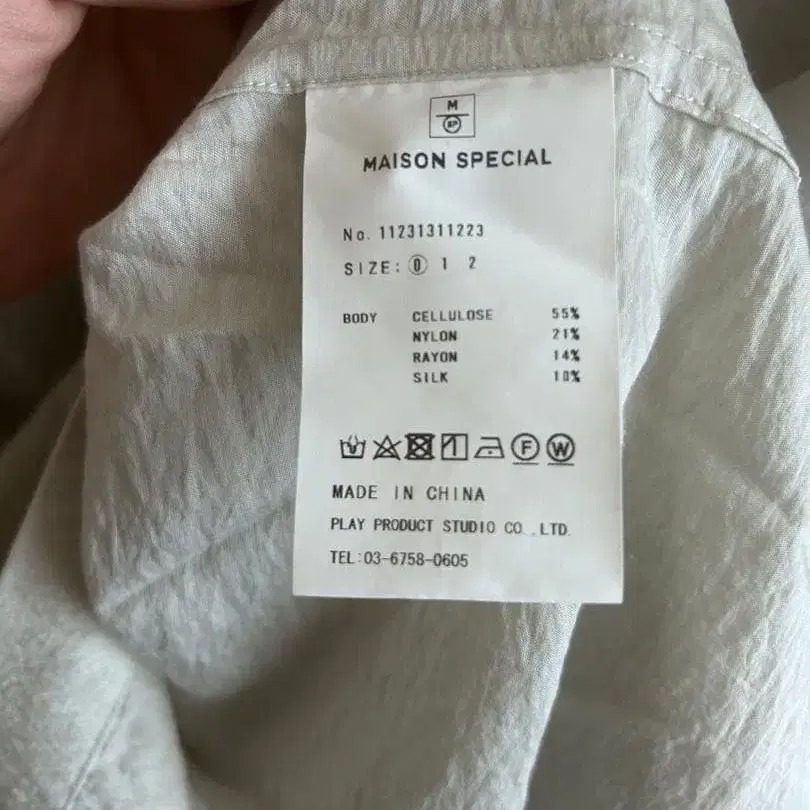 M
SP
MAISON SPECIAL
No. 11231311223
SIZE: 0 1 2
BODY CELLULOSE 55%
NYLON 21%
RAYON 14%
SILK 10%
1 F W
MADE IN CHINA
PLAY PRODUCT STUDIO CO.,LTD.
TEL:03-6758-0605